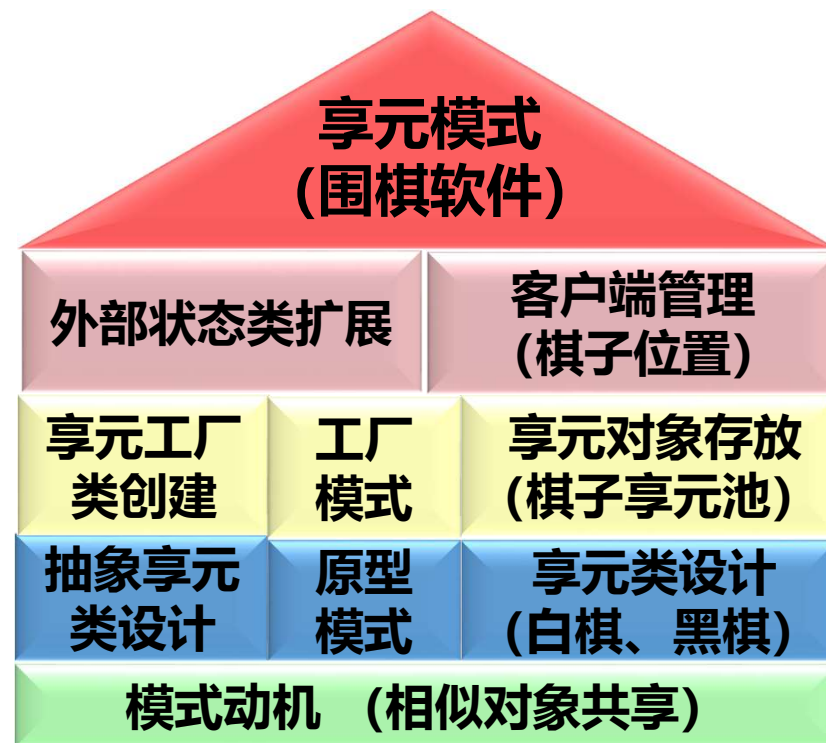 享元模式
(围棋软件)
外部状态类扩展
客户端管理
(棋子位置)
享元工厂
类创建
工厂
模式
享元对象存放
(棋子享元池)
抽象享元
类设计
原型
模式
享元类设计
(白棋、黑棋)
模式动机 (相似对象共享)